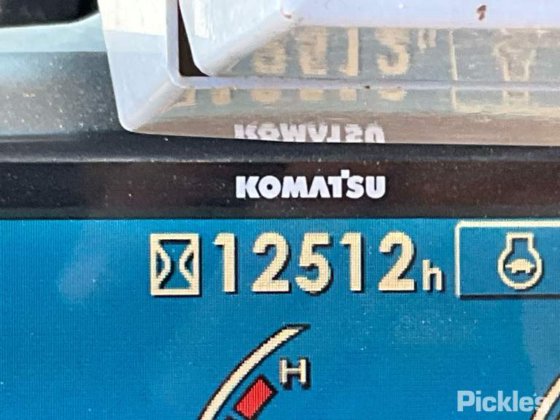 KOMATSU
12512h
H
Pickles